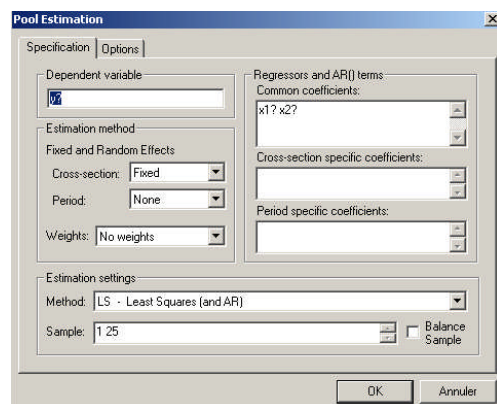 Pool Estimation
Specification Options
Dependent variable
y?
Estimation method
Fixed and Random Effects
Cross-section: Fixed
Period: None
Weights: No weights
Regressors and AR() terms
Common coefficients:
x1? x2?
Cross-section specific coefficients:
Period specific coefficients:
Estimation settings
Method: LS - Least Squares (and AR)
Sample: 1 25
Balance
Sample
OK Annuler